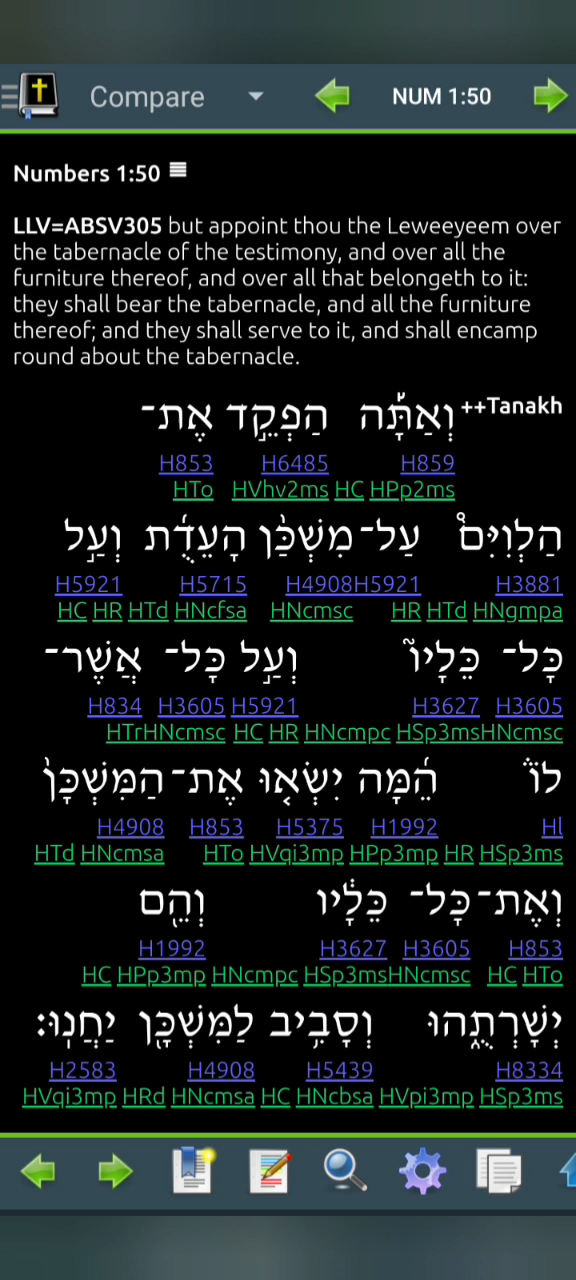 Compare NUM 1:50
Numbers 1:50
LLV=ABSV305 but appoint thou the Leweeyeem over
the tabernacle of the testimony, and over all the
furniture thereof, and over all that belongeth to it:
they shall bear the tabernacle, and all the furniture
thereof; and they shall serve to it, and shall encamp
round about the tabernacle.
++Tanakh וְאַתָּ֡ה הַפְקֵ֣ד אֶת־
H853 H6485 H859
HTo HVhv2ms HC HPp2ms
הַלְוִיִּם֩ עַל־מִשְׁכַּ֨ן הָעֵדֻ֜ת וְעַ֣ל
H5921 H5715 H4908H5921 H3881
HC HR HTd HNcfsa HNcmsc HR HTd HNgmpa
כָּל־ כֵּלָיו֮ וְעַ֣ל כָּל־ אֲשֶׁר־
H834 H3605 H5921 H3627 H3605
HTrHNcmsc HC HR HNcmpc HSp3msHNcmsc
לוֹ֒ הֵ֜מָּה יִשְׂא֤וּ אֶת־הַמִּשְׁכָּן֙
H4908 H853 H5375 H1992 Hl
HTd HNcmsa HTo HVqi3mp HPp3mp HR HSp3ms
וְאֶת־כָּל־ כֵּלָ֔יו וְהֵ֖ם
H1992 H3627 H3605 H853
HC HPp3mp HNcmpc HSp3msHNcmsc HC HTo
יְשָׁרְתֻ֑הוּ וְסָבִ֥יב לַמִּשְׁכָּ֖ן יַחֲנֽוּ׃
H2583 H4908 H5439 H8334
HVqi3mp HRd HNcmsa HC HNcbsa HVpi3mp HSp3ms